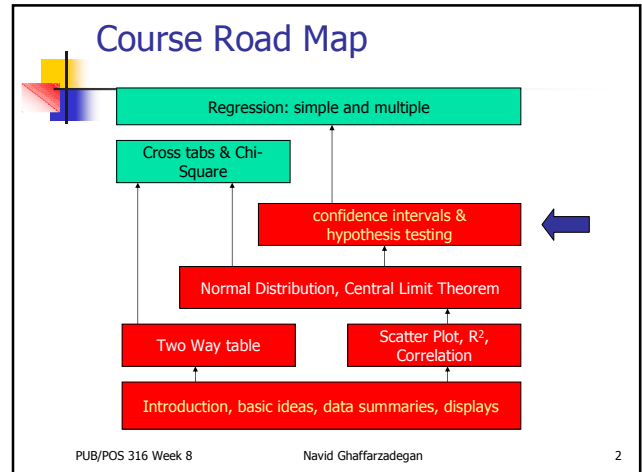 Course Road Map
Regression: simple and multiple
Cross tabs & Chi-
Square
confidence intervals &
hypothesis testing
Normal Distribution, Central Limit Theorem
Two Way table
Scatter Plot, R²,
Correlation
Introduction, basic ideas, data summaries, displays
PUB/POS 316 Week 8
Navid Ghaffarzadegan
2